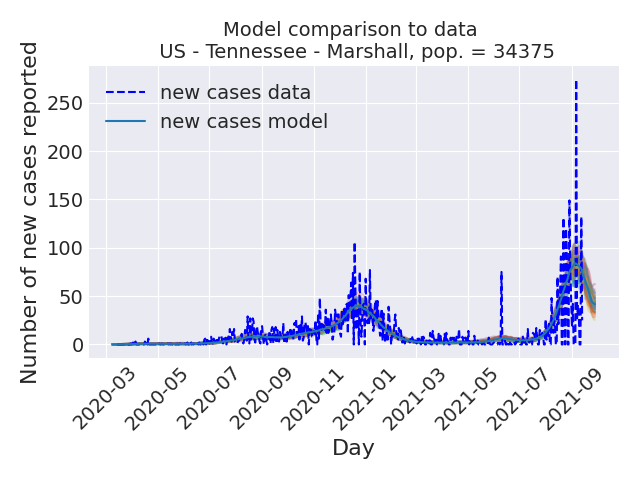 Model comparison to data
US - Tennessee - Marshall, pop. = 34375
Number of new cases reported
250
200
150
100
50
0
new cases data
new cases model
2020-03
2020-05
2020-07
2020-09
2020-11
2021-01
2021-03
2021-05
2021-07
2021-09
Day